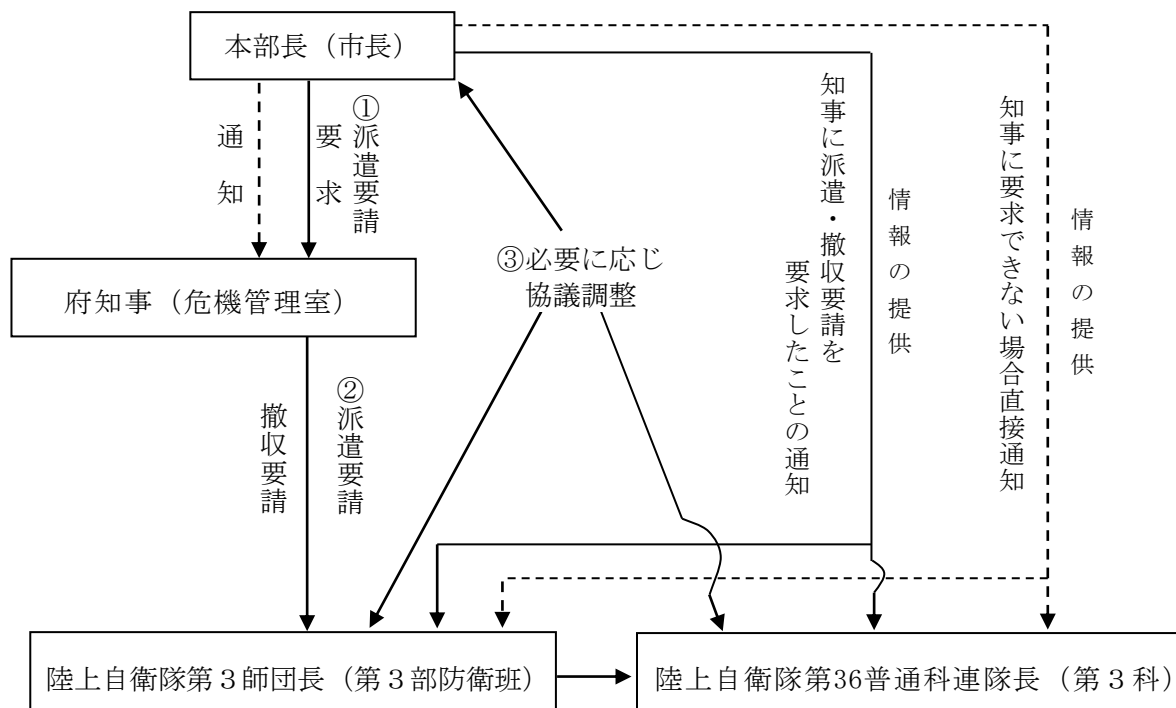 本部長（市長）
①派遣要請
要求
通知
府知事（危機管理室）
②派遣要請
撤収要請
③必要に応じ
協議調整
知事に派遣・撤収要請を
要求したことの通知
情報の提供
知事に要求できない場合直接通知
情報の提供
陸上自衛隊第３師団長（第３部防衛班）
陸上自衛隊第36普通科連隊長（第３科）